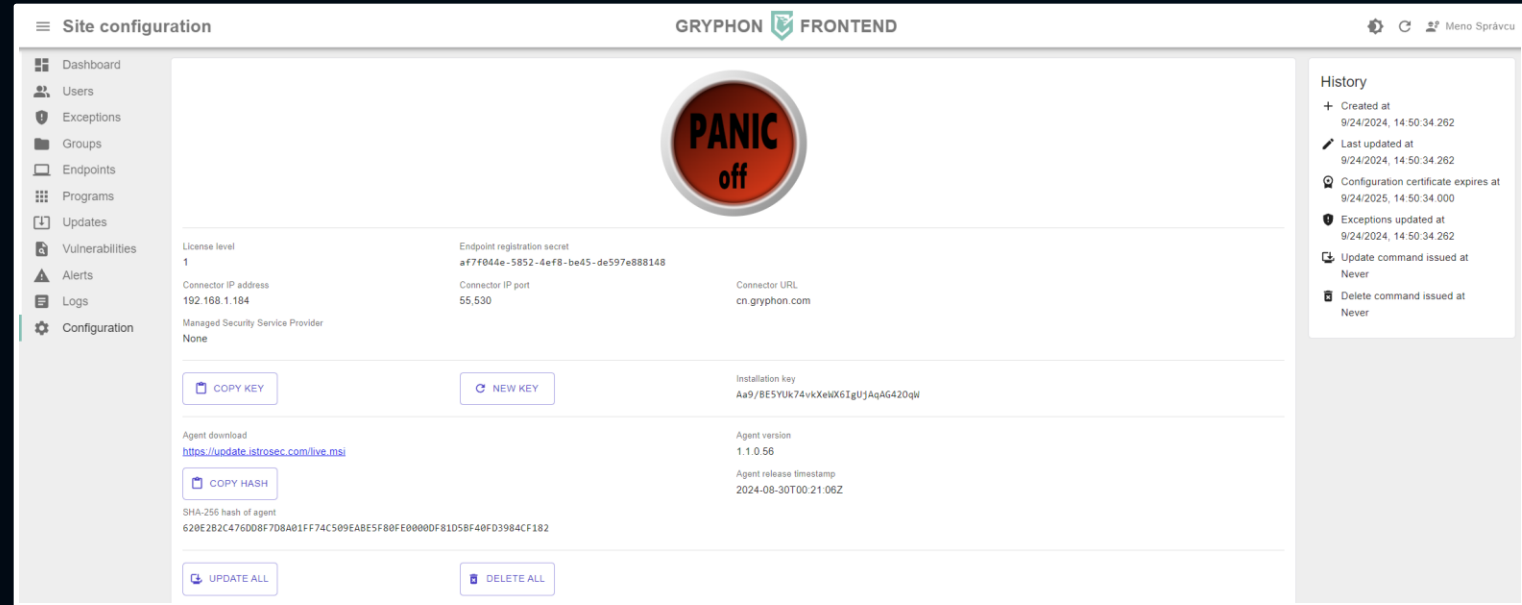 Site configuration
GRYPHON FRONTEND
Meno Správcu
Dashboard
Users
Exceptions
Groups
Endpoints
Programs
Updates
Vulnerabilities
Alerts
Logs
Configuration
PANIC
off
License level
1
Endpoint registration secret
af7f044e-5852-4ef8-be45-de597e888148
Connector IP address
192.168.1.184
Connector IP port
55,530
Connector URL
cn.gryphon.com
Managed Security Service Provider
None
COPY KEY
NEW KEY
Installation key
Aa9/BE5YUk74vkXeWX6IgUjAqAG42OqW
Agent download
https://update.istrosec.com/live.msi
Agent version
1.1.0.56
COPY HASH
Agent release timestamp
2024-08-30T00:21:06Z
SHA-256 hash of agent
620E2B2C476DD8F7D8A01FF74C509EABE5F80FE0000DF81D5BF40FD3984CF182
UPDATE ALL
DELETE ALL
History
Created at
9/24/2024, 14:50:34.262
Last updated at
9/24/2024, 14:50:34.262
Configuration certificate expires at
9/24/2025, 14:50:34.000
Exceptions updated at
9/24/2024, 14:50:34.262
Update command issued at
Never
Delete command issued at
Never